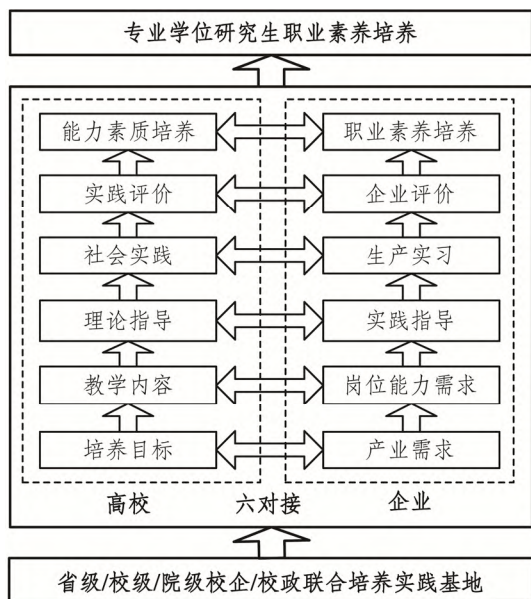 专业学位研究生职业素养培养
能力素质培养 职业素养培养
实践评价 企业评价
社会实践 生产实习
理论指导 实践指导
教学内容 岗位能力需求
培养目标 产业需求
高校 六对接 企业
省级/校级/院级校企/校政联合培养实践基地